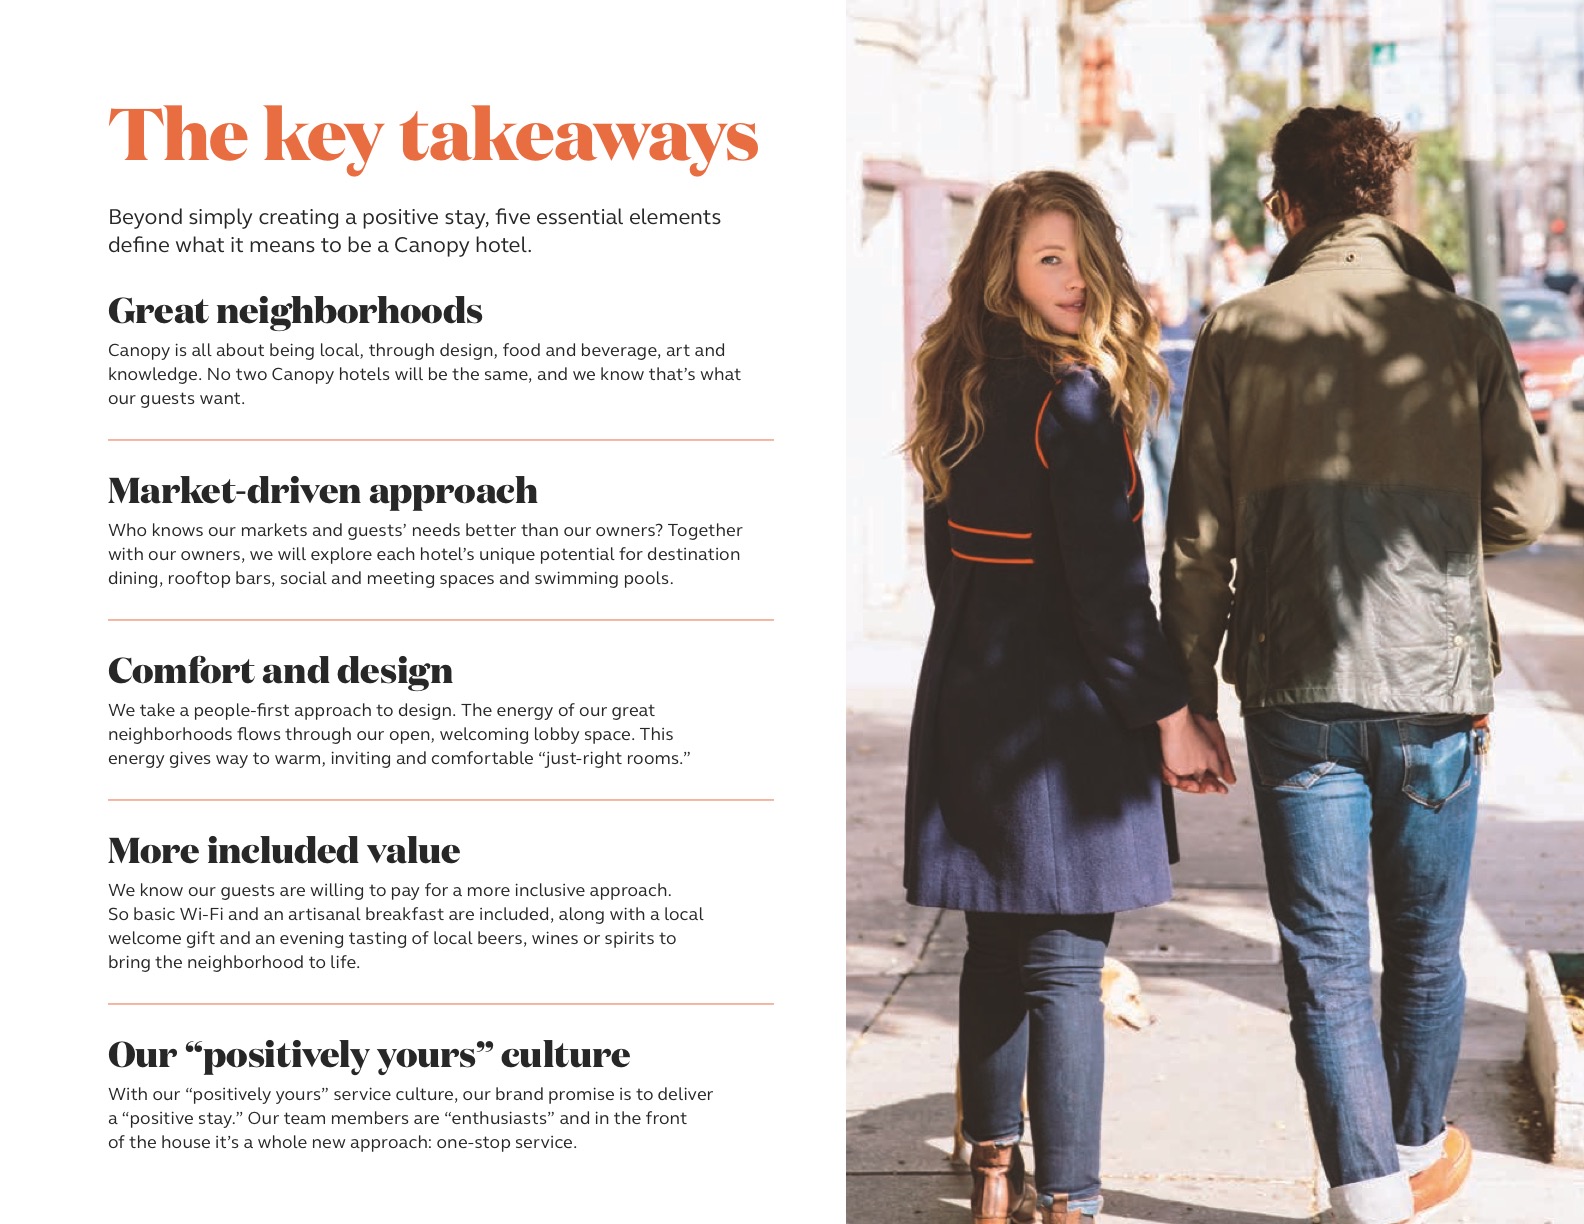 The key takeaways
Beyond simply creating a positive stay, five essential elements
define what it means to be a Canopy hotel.
Great neighborhoods
Canopy is all about being local, through design, food and beverage, art and
knowledge. No two Canopy hotels will be the same, and we know that’s what
our guests want.
Market-driven approach
Who knows our markets and guests’ needs better than our owners? Together
with our owners, we will explore each hotel’s unique potential for destination
dining, rooftop bars, social and meeting spaces and swimming pools.
Comfort and design
We take a people-first approach to design. The energy of our great
neighborhoods flows through our open, welcoming lobby space. This
energy gives way to warm, inviting and comfortable “just-right rooms.”
More included value
We know our guests are willing to pay for a more inclusive approach.
So basic Wi-Fi and an artisanal breakfast are included, along with a local
welcome gift and an evening tasting of local beers, wines or spirits to
bring the neighborhood to life.
Our “positively yours” culture
With our “positively yours” service culture, our brand promise is to deliver
a “positive stay.” Our team members are “enthusiasts” and in the front
of the house it’s a whole new approach: one-stop service.